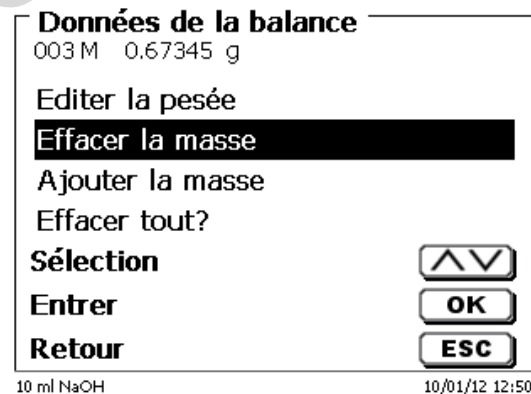 Données de la balance
003 M 0.67345 g
Editer la pesée
Effacer la masse
Ajouter la masse
Effacer tout?
Sélection
Entrer OK
Retour ESC
10 ml NaOH 10/01/12 12:50